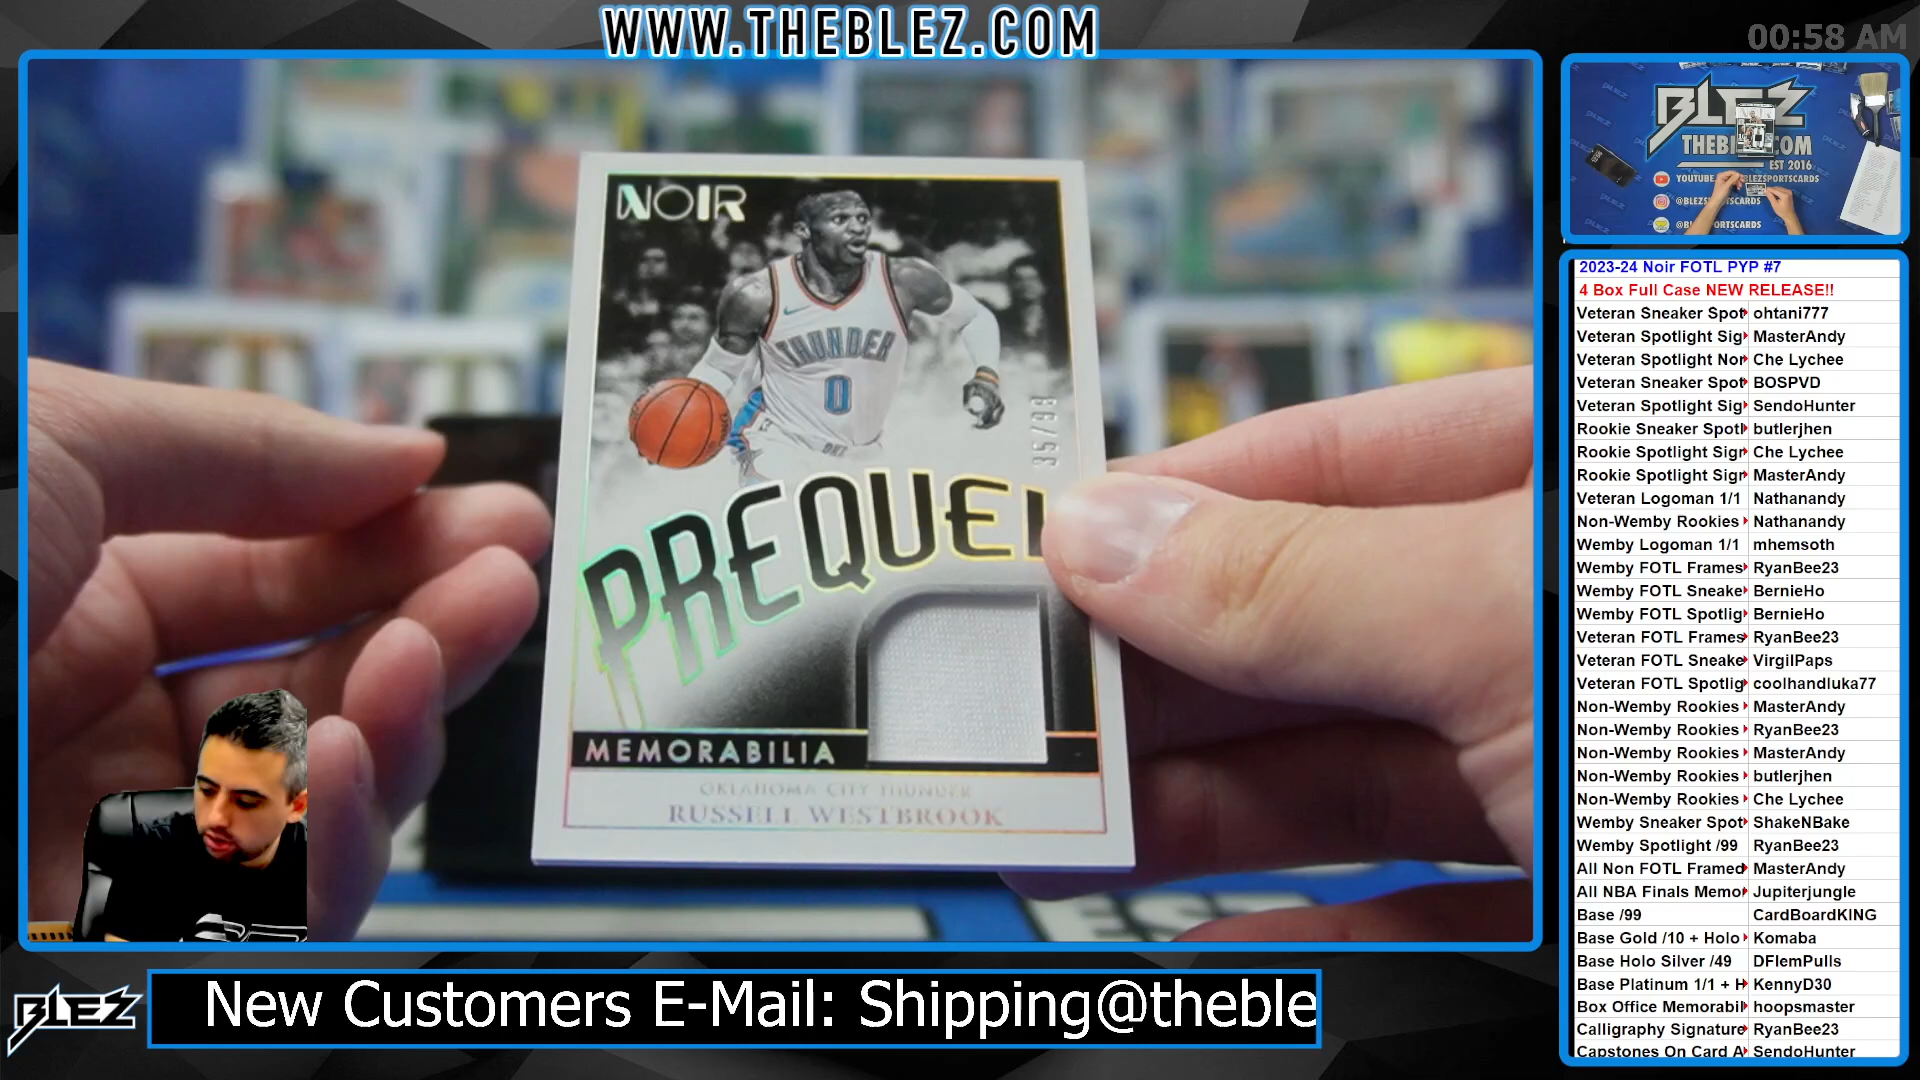 WWW.THEBLEZ.COM
00:58 AM
NOIR
THUNDER
0
OKC
35/99
PREQUEL
MEMORABILIA
OKLAHOMA CITY THUNDER
RUSSELL WESTBROOK
EST
BLEZ
EST 2016
YOUTUBE
@BLEZ
RTSCARDS
2023-24 Noir FOTL PYP #7
4 Box Full Case NEW RELEASE!!
Veteran Sneaker Spot ohtani777
Veteran Spotlight Sig MasterAndy
Veteran Spotlight Nor Che Lychee
Veteran Sneaker Spot BOSPVD
Veteran Spotlight Sig SendoHunter
Rookie Sneaker Spotl butlerjhen
Rookie Spotlight Sigr Che Lychee
Rookie Spotlight Sigr MasterAndy
Veteran Logoman 1/1 Nathanandy
Non-Wemby Rookies Nathanandy
Wemby Logoman 1/1 mhemsoth
Wemby FOTL Frames RyanBee23
Wemby FOTL Sneake BernieHo
Wemby FOTL Spotlig BernieHo
Veteran FOTL Frames RyanBee23
Veteran FOTL Sneake VirgilPaps
Veteran FOTL Spotlig coolhandluka77
Non-Wemby Rookies MasterAndy
Non-Wemby Rookies RyanBee23
Non-Wemby Rookies MasterAndy
Non-Wemby Rookies butlerjhen
Non-Wemby Rookies Che Lychee
Wemby Sneaker Spot ShakeNBake
Wemby Spotlight /99 RyanBee23
All Non FOTL Framed MasterAndy
All NBA Finals Memor Jupiterjungle
Base /99 CardBoardKING
Base Gold /10 + Holo Komaba
Base Holo Silver /49 DFlemPulls
Base Platinum 1/1 + H KennyD30
Box Office Memorabil hoopsmaster
Calligraphy Signature RyanBee23
Capstones On Card A SendoHunter
BLEZ
New Customers E-Mail: Shipping@theble